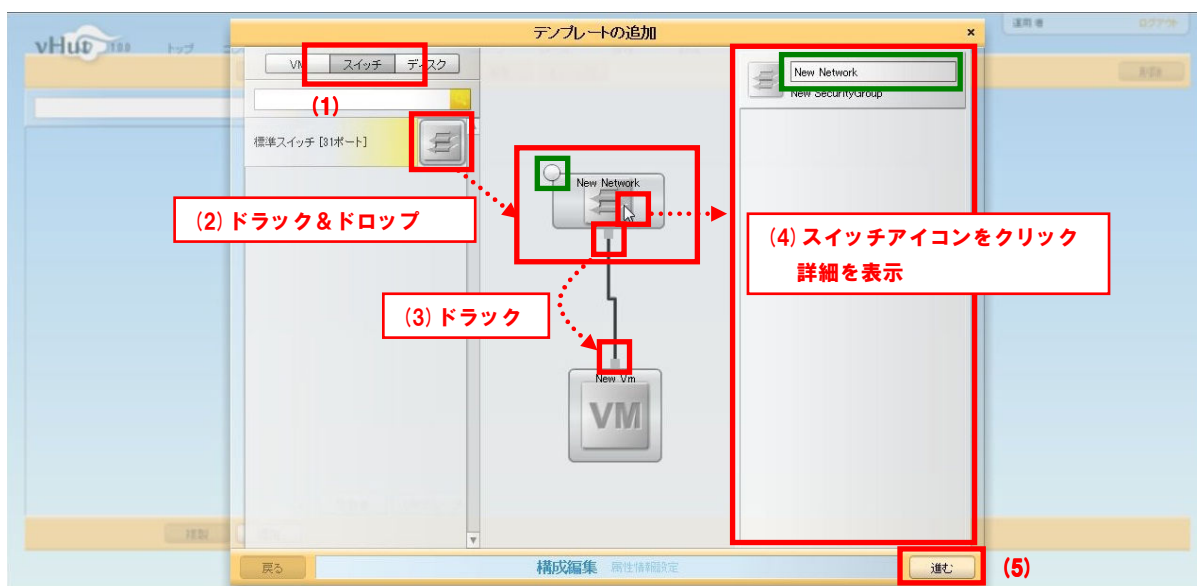 テンプレートの追加
×
運用 者
ログアウト
vHut
トップ
VM
スイッチ
ディスク
(1)
標準スイッチ [31ポート]
(2)ドラック＆ドロップ
New Network
(3)ドラック
New Vm
VM
New Network
New SecurityGroup
(4)スイッチアイコンをクリック
詳細を表示
複製
戻る
構成編集
属性情報設定
進む
(5)